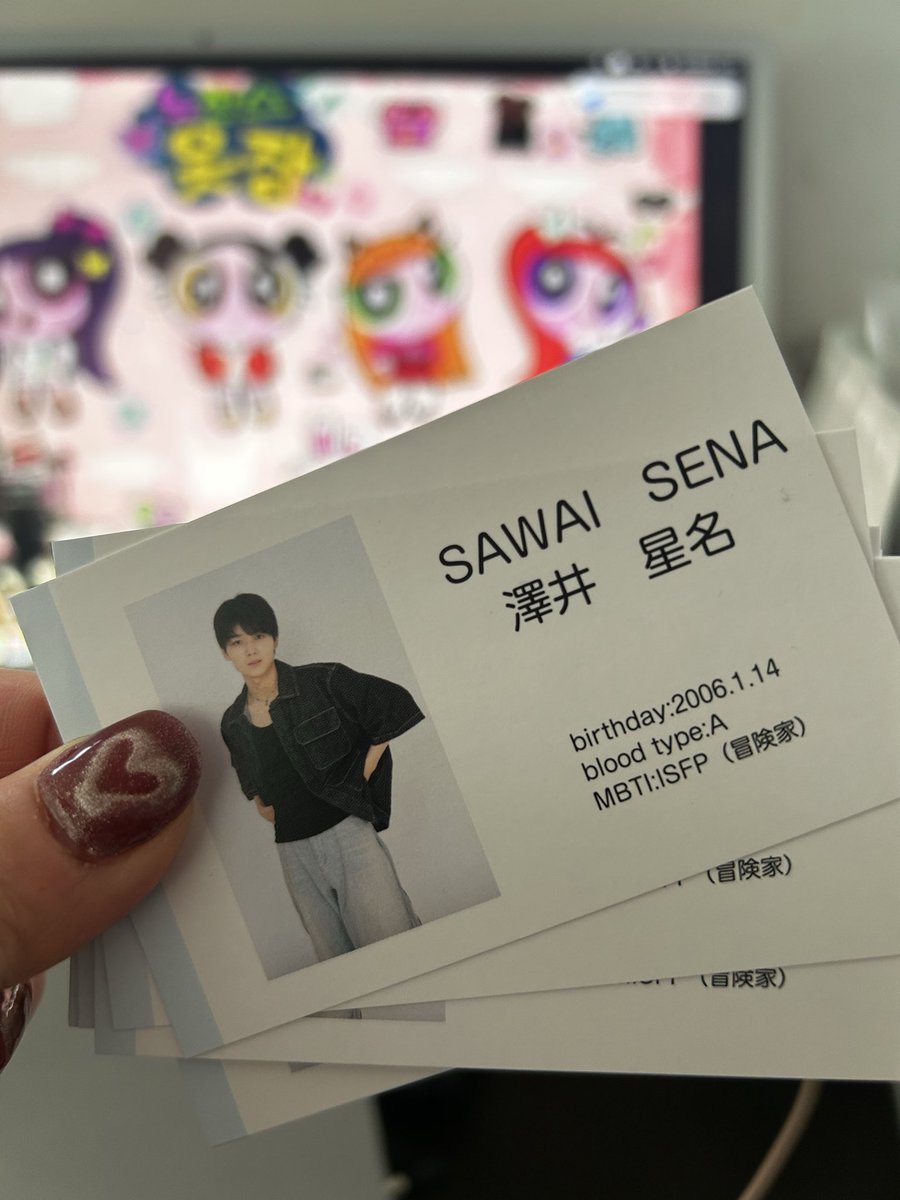 SAWAI SENA
澤井 星名
birthday:2006.1.14
blood type:A
MBTI:ISFP（冒険家）
（冒険家）
（冒険家）